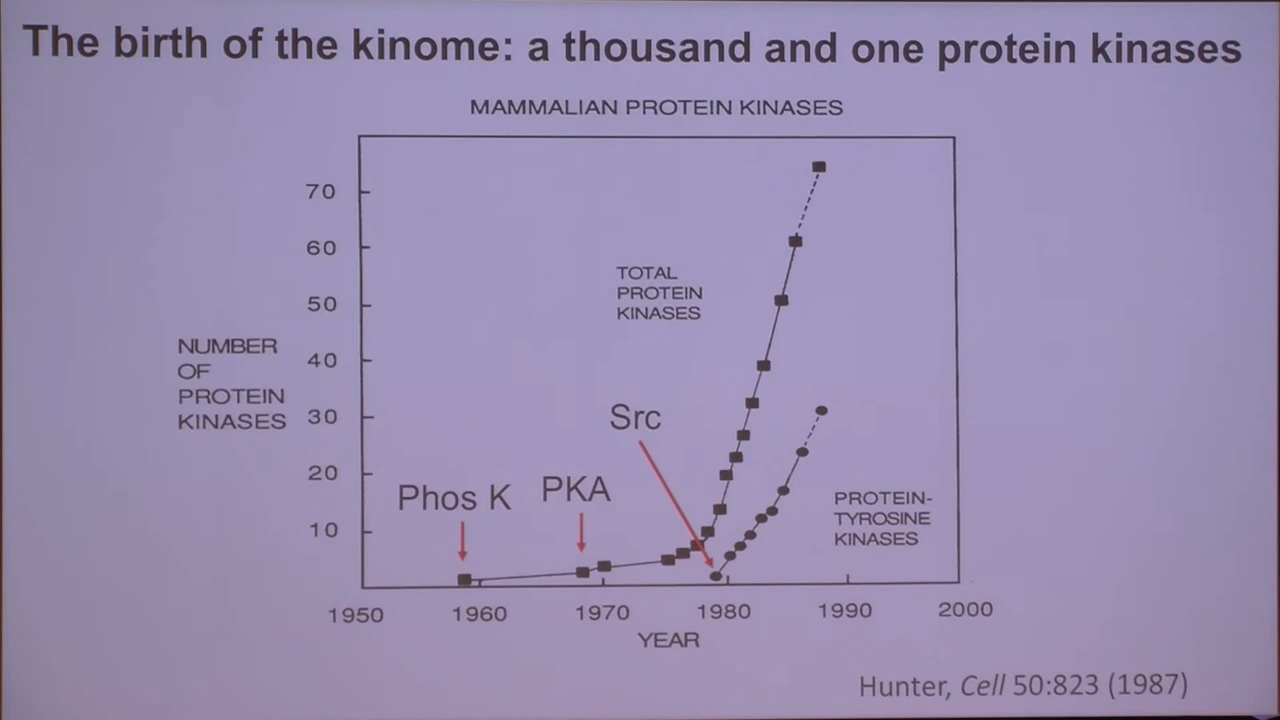 The birth of the kinome: a thousand and one protein kinases
MAMMALIAN PROTEIN KINASES
70
60
50
40
30
20
10
NUMBER
OF
PROTEIN
KINASES
TOTAL
PROTEIN
KINASES
Src
Phos K
PKA
PROTEIN-
TYROSINE
KINASES
1950 1960 1970 1980 1990 2000
YEAR
Hunter, Cell 50:823 (1987)